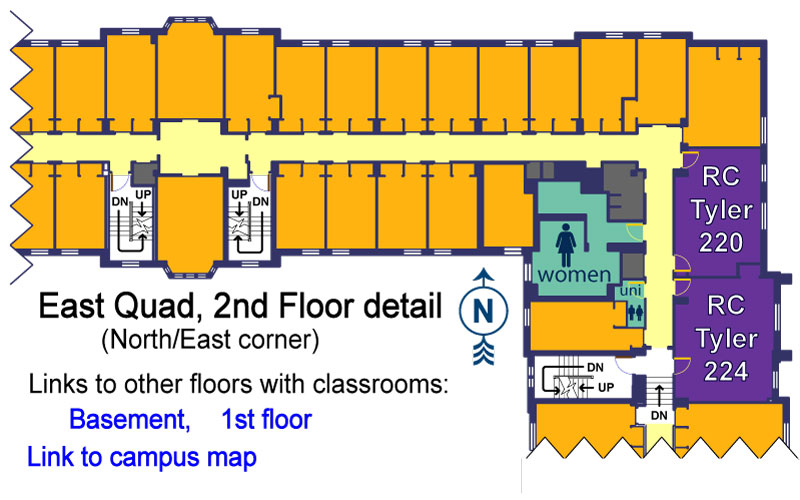 RC
Tyler
220
UP
DN
UP
DN
women
uni
RC
Tyler
224
DN
UP
DN
N
East Quad, 2nd Floor detail
(North/East corner)
Links to other floors with classrooms:
Basement, 1st floor
Link to campus map